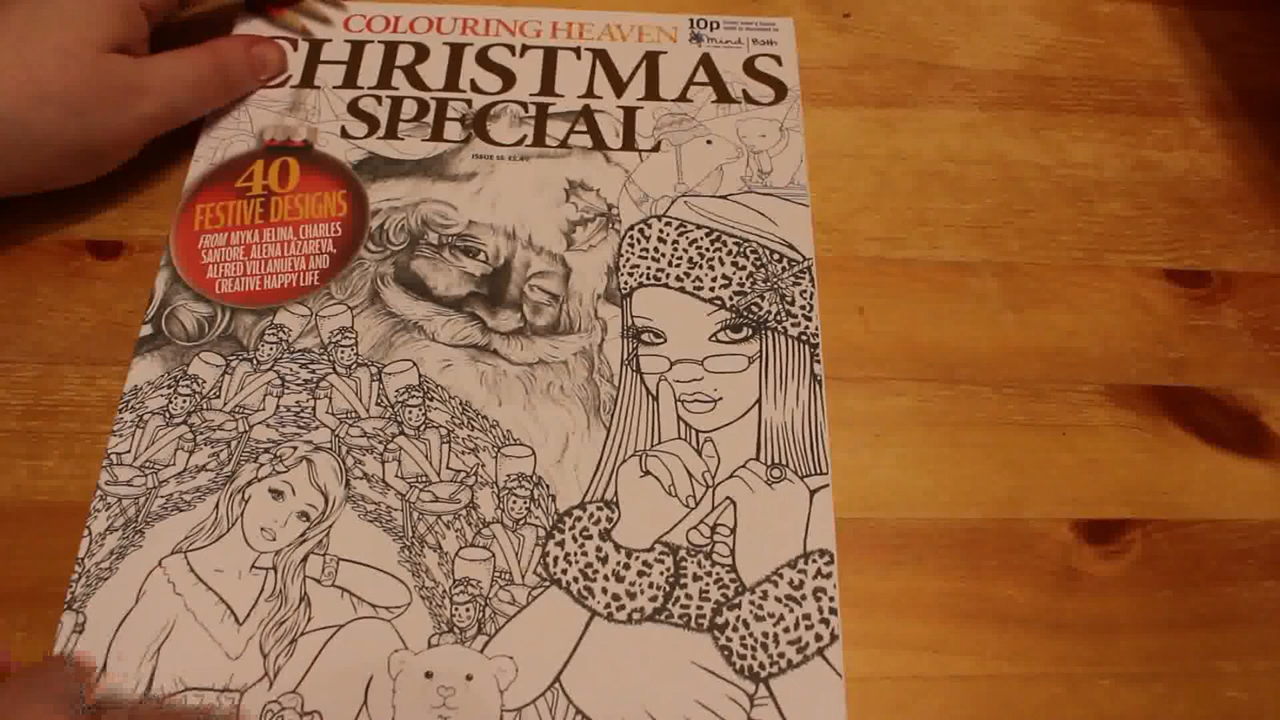 COLOURING HEAVEN
10p
mind | Bath
CHRISTMAS
SPECIAL
40
FESTIVE DESIGNS
FROM MYKA JELINA, CHARLES
SANTORE, ALENA LAZAREVA,
ALFRED VILLANUEVA AND
CREATIVE HAPPY LIFE